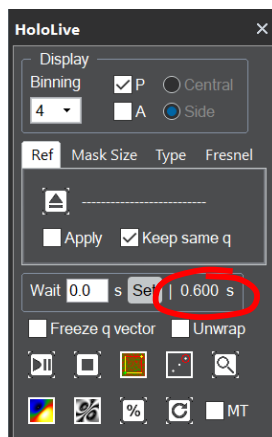 HoloLive ×
Display
Binning P Central
4 A Side
Ref Mask Size Type Fresnel
-------------------------
Apply Keep same q
Wait 0.0 s Set | 0.600 s
Freeze q vector Unwrap
% % C MT